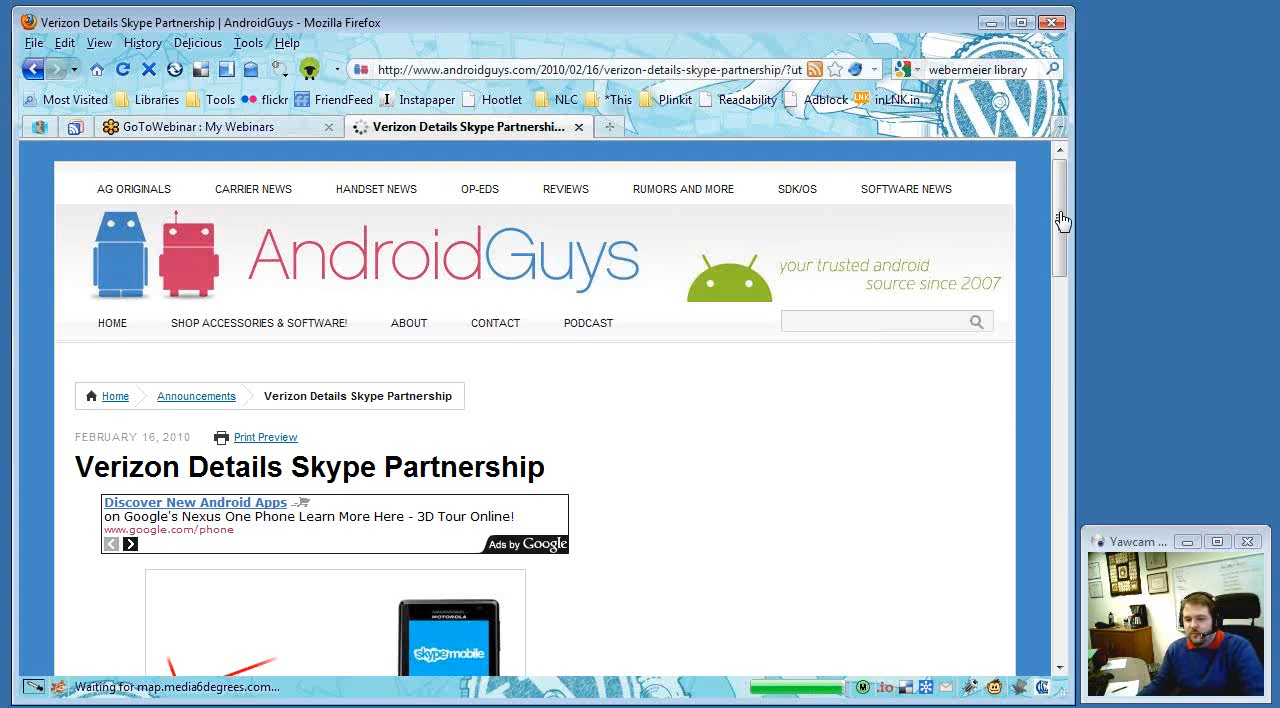 Verizon Details Skype Partnership | AndroidGuys - Mozilla Firefox
File Edit View History Delicious Tools Help
http://www.androidguys.com/2010/02/16/verizon-details-skype-partnership/?ut
webermeier library
Most Visited Libraries Tools flickr FriendFeed Instapaper Hootlet NLC *This Plinkit Readability Adblock inLNK.in
GoToWebinar : My Webinars
Verizon Details Skype Partnershi...
AG ORIGINALS CARRIER NEWS HANDSET NEWS OP-EDS REVIEWS RUMORS AND MORE SDK/OS SOFTWARE NEWS
AndroidGuys
your trusted android
source since 2007
HOME SHOP ACCESSORIES & SOFTWARE! ABOUT CONTACT PODCAST
Home Announcements Verizon Details Skype Partnership
FEBRUARY 16, 2010 Print Preview
Verizon Details Skype Partnership
Discover New Android Apps
on Google's Nexus One Phone Learn More Here - 3D Tour Online!
www.google.com/phone
Ads by Google
MOTOROLA
skype mobile
Waiting for map.media6degrees.com...
Yawcam ...